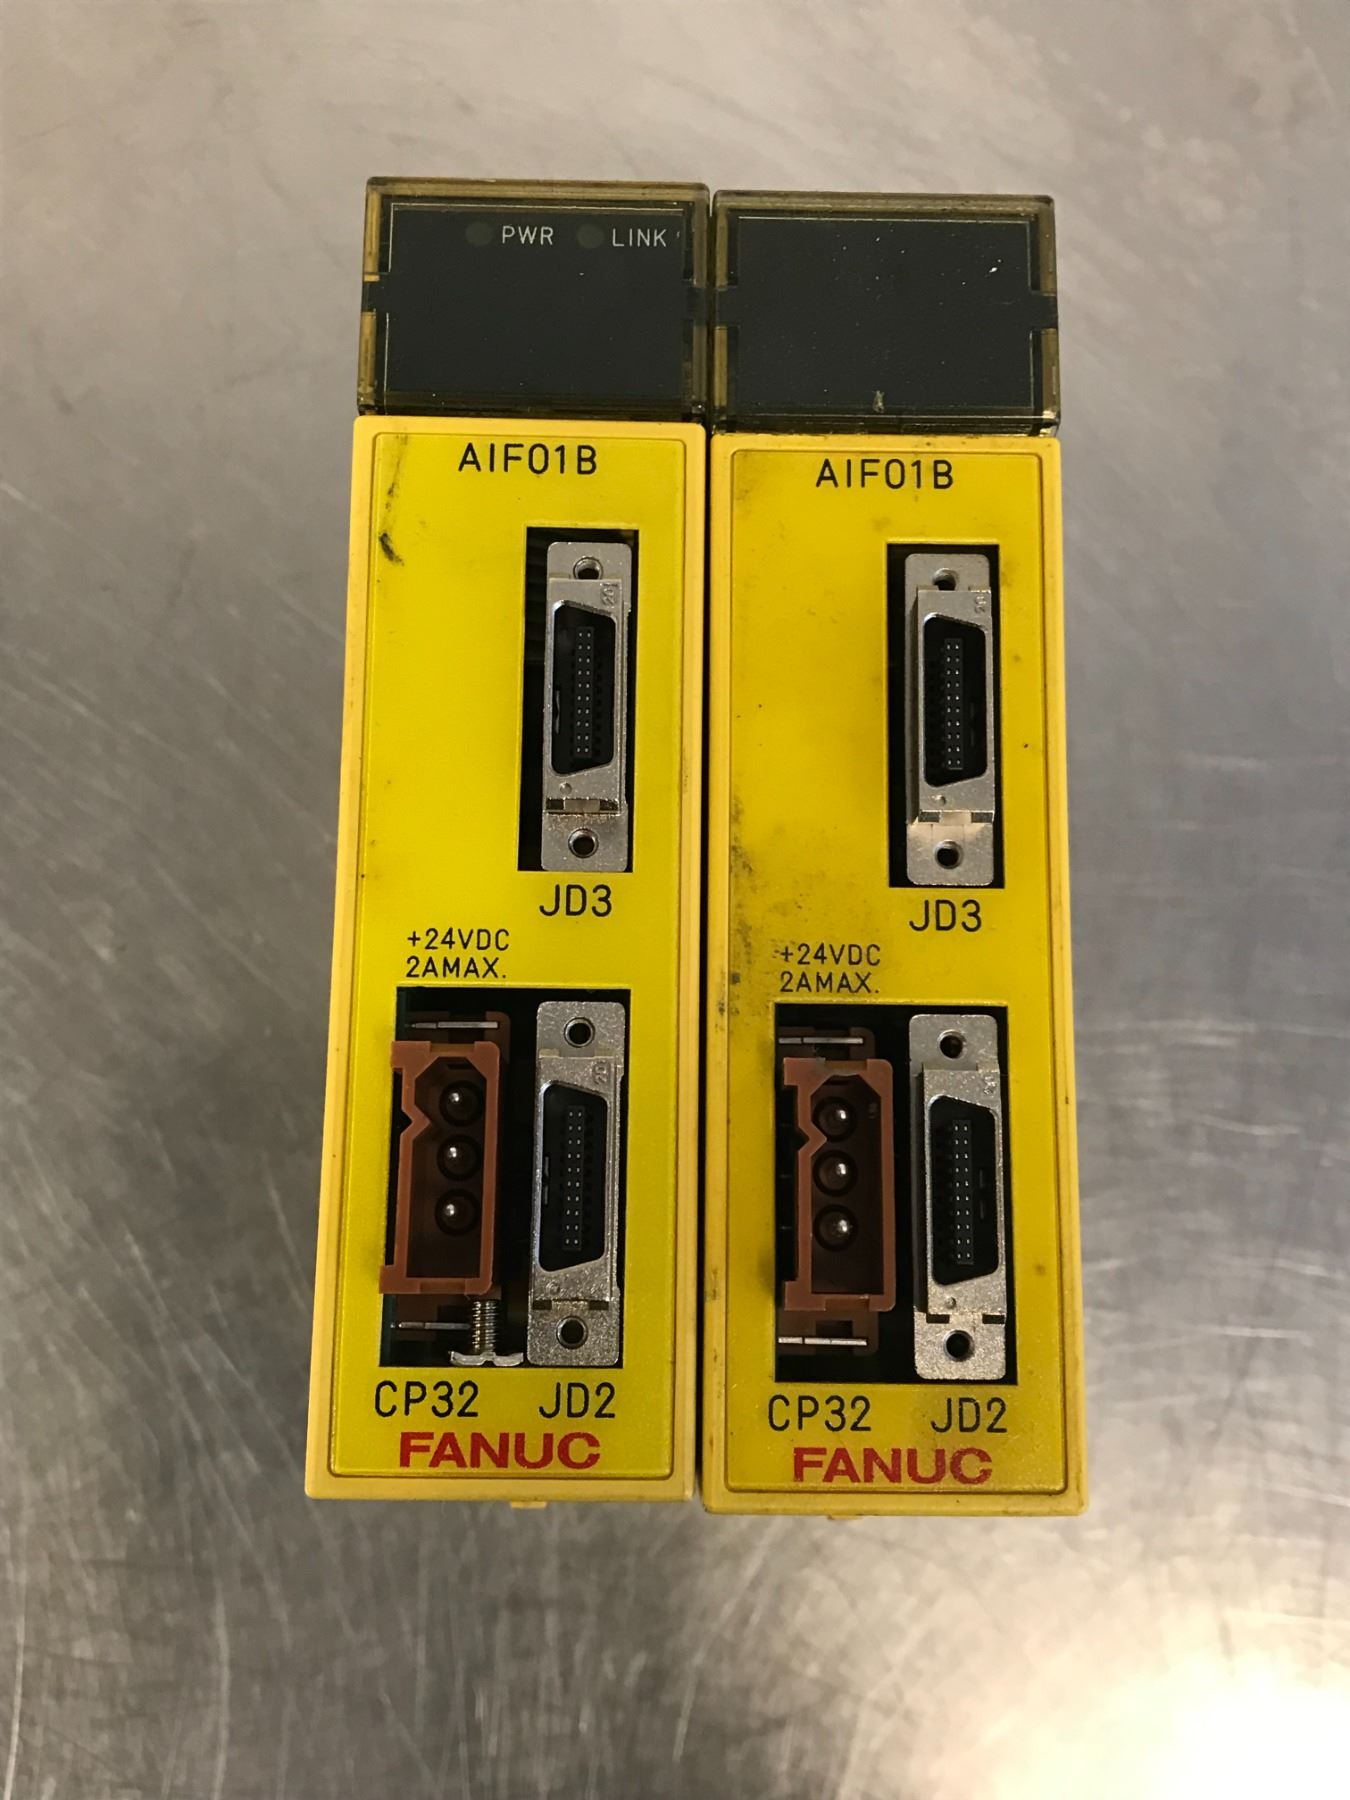 PWR LINK
AIF01B
JD3
+24VDC
2AMAX.
CP32 JD2
FANUC
AIF01B
JD3
+24VDC
2AMAX.
CP32 JD2
FANUC